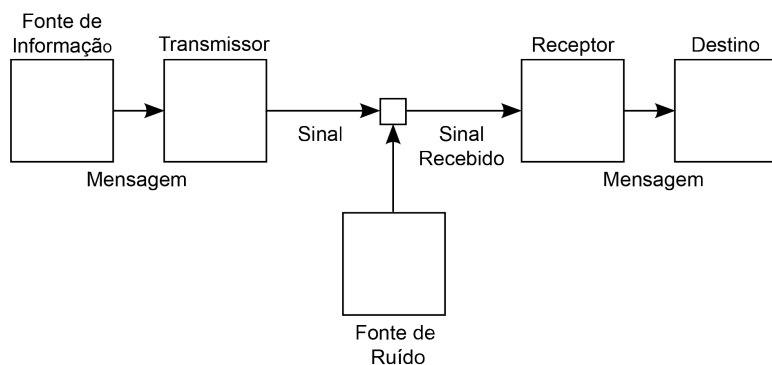 Fonte de
Informação
Transmissor
Receptor
Destino
Sinal
Sinal
Recebido
Mensagem
Mensagem
Fonte de
Ruído